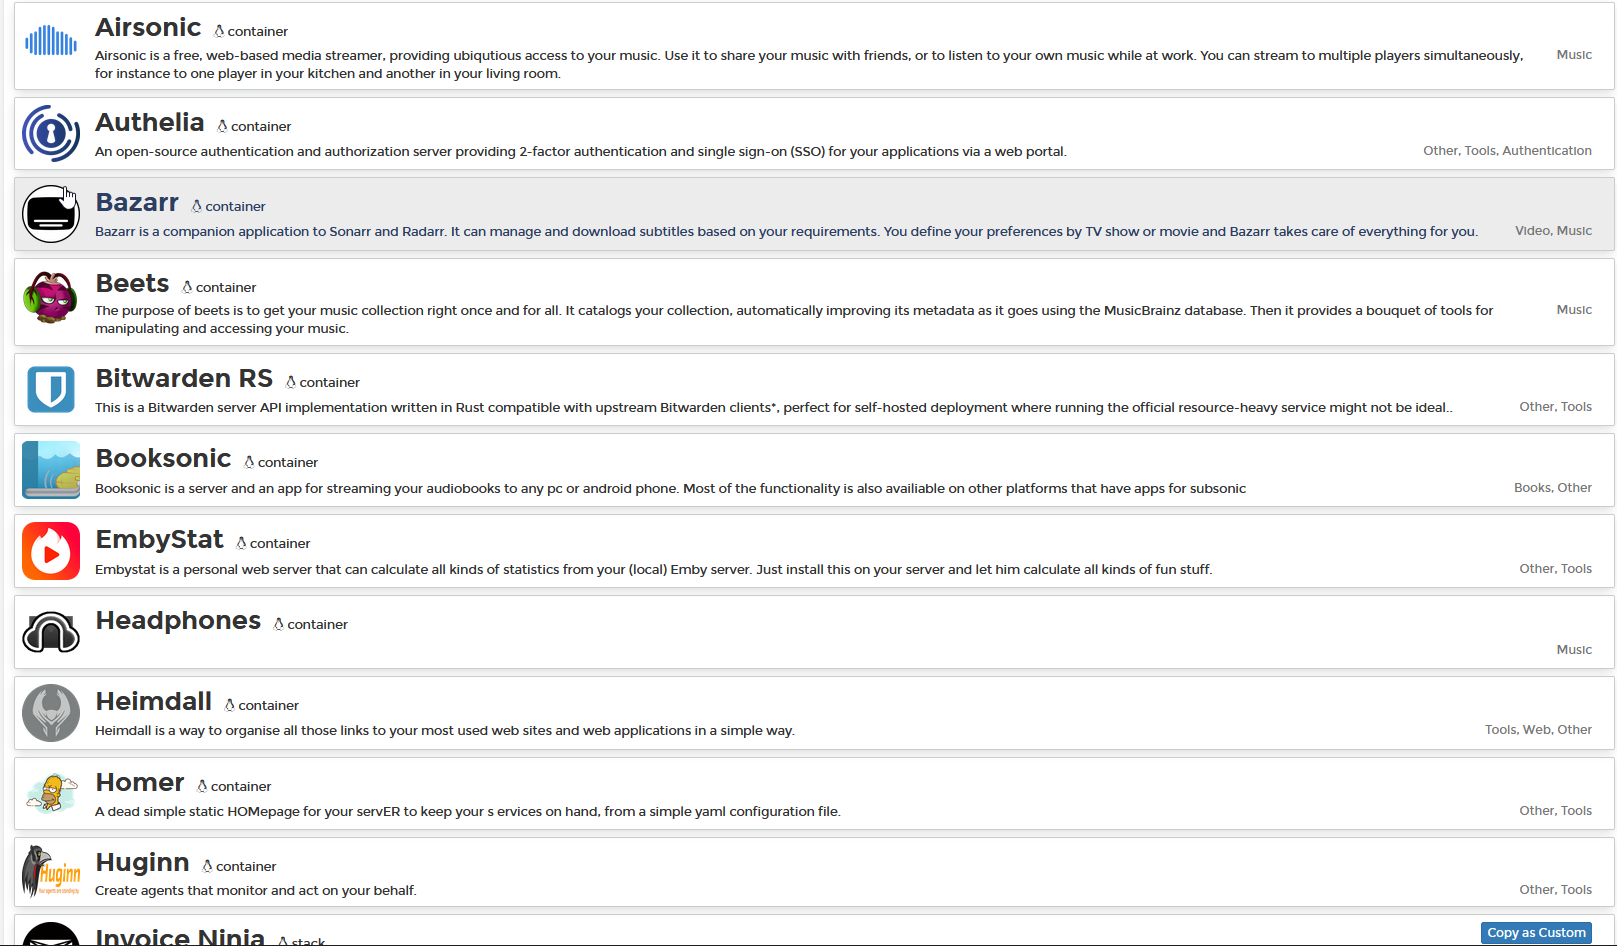 Airsonic container
Airsonic is a free, web-based media streamer, providing ubiqutious access to your music. Use it to share your music with friends, or to listen to your own music while at work. You can stream to multiple players simultaneously,
for instance to one player in your kitchen and another in your living room.
Music
Authelia container
An open-source authentication and authorization server providing 2-factor authentication and single sign-on (SSO) for your applications via a web portal.
Other, Tools, Authentication
Bazarr container
Bazarr is a companion application to Sonarr and Radarr. It can manage and download subtitles based on your requirements. You define your preferences by TV show or movie and Bazarr takes care of everything for you.
Video, Music
Beets container
The purpose of beets is to get your music collection right once and for all. It catalogs your collection, automatically improving its metadata as it goes using the MusicBrainz database. Then it provides a bouquet of tools for
manipulating and accessing your music.
Music
Bitwarden RS container
This is a Bitwarden server API implementation written in Rust compatible with upstream Bitwarden clients*, perfect for self-hosted deployment where running the official resource-heavy service might not be ideal..
Other, Tools
Booksonic container
Booksonic is a server and an app for streaming your audiobooks to any pc or android phone. Most of the functionality is also availiable on other platforms that have apps for subsonic
Books, Other
EmbyStat container
Embystat is a personal web server that can calculate all kinds of statistics from your (local) Emby server. Just install this on your server and let him calculate all kinds of fun stuff.
Other, Tools
Headphones container
Music
Heimdall container
Heimdall is a way to organise all those links to your most used web sites and web applications in a simple way.
Tools, Web, Other
Homer container
A dead simple static HOMepage for your servER to keep your s ervices on hand, from a simple yaml configuration file.
Other, Tools
Huginn
Huginn container
Create agents that monitor and act on your behalf.
Other, Tools
Invoice Ninja stack
Copy as Custom